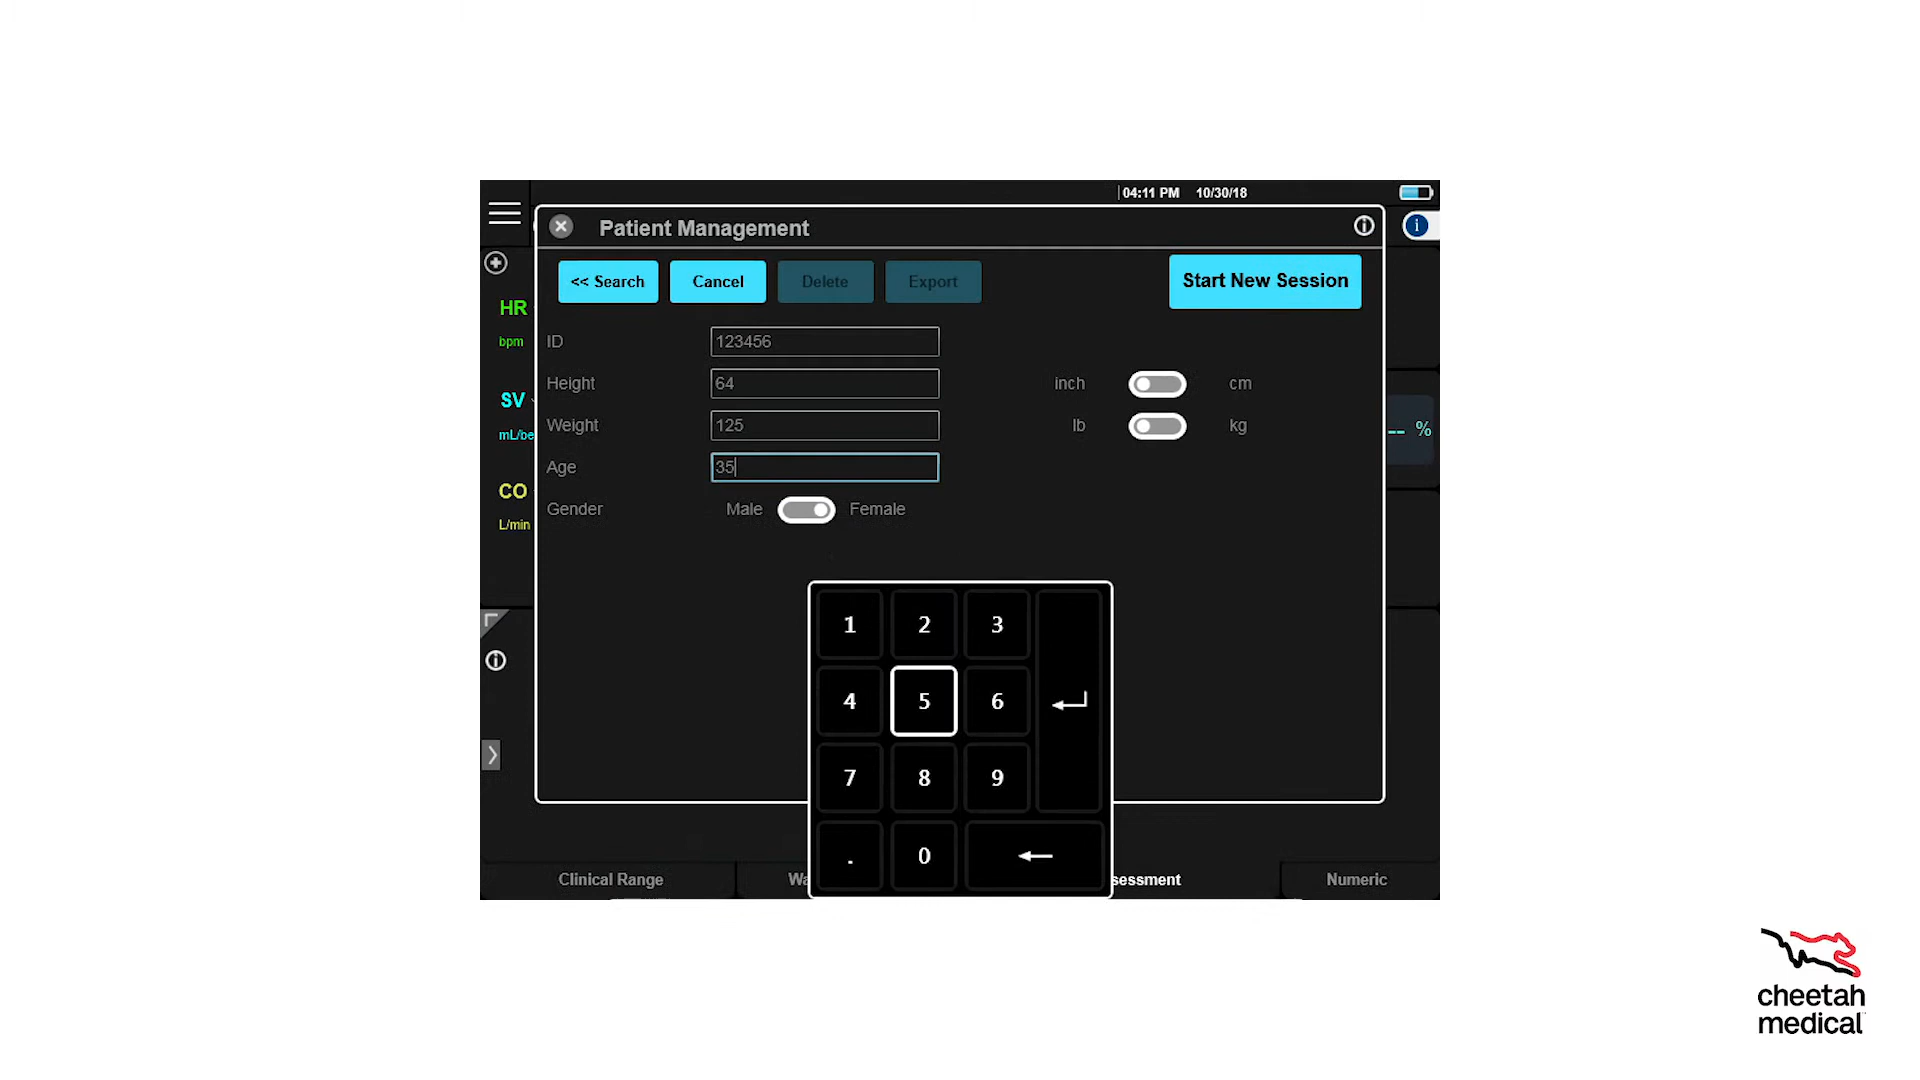 04:11 PM 10/30/18
Patient Management
<< Search Cancel Delete Export Start New Session
HR
bpm
SV
mL/be
CO
L/min
ID 123456
Height 64 inch cm
Weight 125 lb kg
-- %
Age 35
Gender Male Female
1 2 3
4 5 6
7 8 9
. 0
Clinical Range Wa sessment Numeric
cheetah
medical